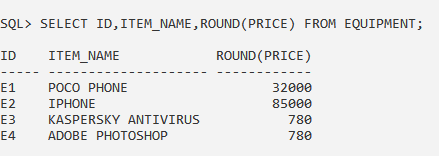 SQL> SELECT ID,ITEM_NAME,ROUND(PRICE) FROM EQUIPMENT;
ID    ITEM_NAME            ROUND(PRICE)
----- -------------------- ------------
E1    POCO PHONE                  32000
E2    IPHONE                      85000
E3    KASPERSKY ANTIVIRUS           780
E4    ADOBE PHOTOSHOP               780